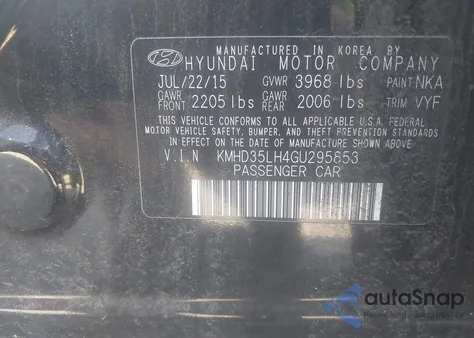 MANUFACTURED IN KOREA BY
HYUNDAI MOTOR COMPANY
JUL/22/15 GVWR 3968 lbs PAINT NKA
GAWR FRONT 2205 lbs GAWR REAR 2006 lbs TRIM VYF
THIS VEHICLE CONFORMS TO ALL APPLICABLE U.S.A. FEDERAL
MOTOR VEHICLE SAFETY, BUMPER, AND THEFT PREVENTION STANDARDS
IN EFFECT ON THE DATE OF MANUFACTURE SHOWN ABOVE
V.I.N KMHD35LH4GU295653
PASSENGER CAR
autoSnap